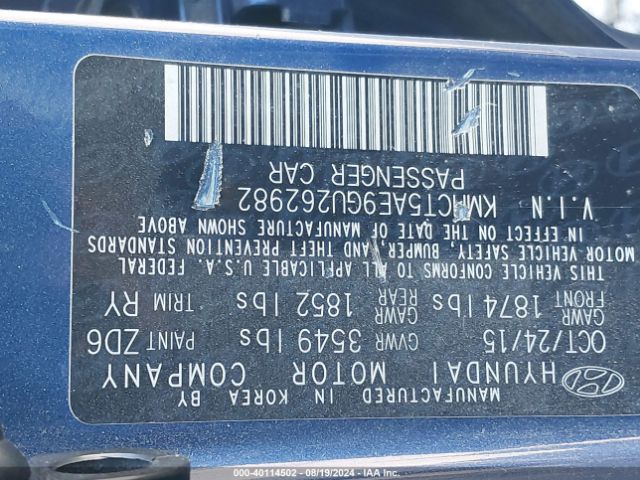 MANUFACTURED IN KOREA BY
HYUNDAI MOTOR COMPANY
OCT/24/15 GVWR 3549 lbs PAINT ZD6
GAWR FRONT 1874 lbs GAWR REAR 1852 lbs TRIM RY
THIS VEHICLE CONFORMS TO ALL APPLICABLE U.S.A. FEDERAL
MOTOR VEHICLE SAFETY, BUMPER, AND THEFT PREVENTION STANDARDS
IN EFFECT ON THE DATE OF MANUFACTURE SHOWN ABOVE
V.I.N KMHCT5AE9GU262982
PASSENGER CAR
000-40114502 - 08/19/2024 - IAA Inc.